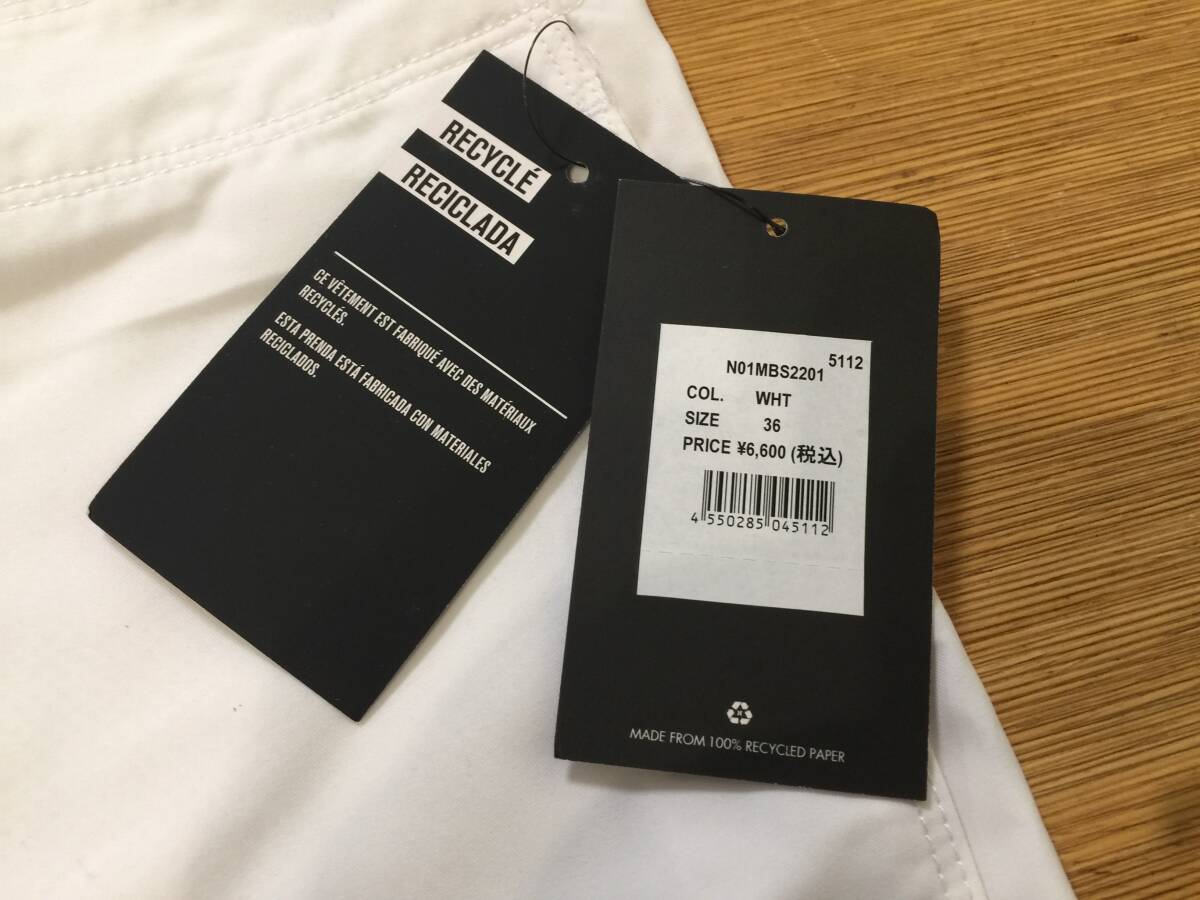 RECYCLÉ
RECICLADA
CE VÊTEMENT EST FABRIQUÉ AVEC DES MATÉRIAUX
RECYCLÉS.
ESTA PRENDA ESTÁ FABRICADA CON MATERIALES
RECICLADOS.
5112
N01MBS2201
COL. WHT
SIZE 36
PRICE ¥6,600 (税込)
4 550285 045112
MADE FROM 100% RECYCLED PAPER